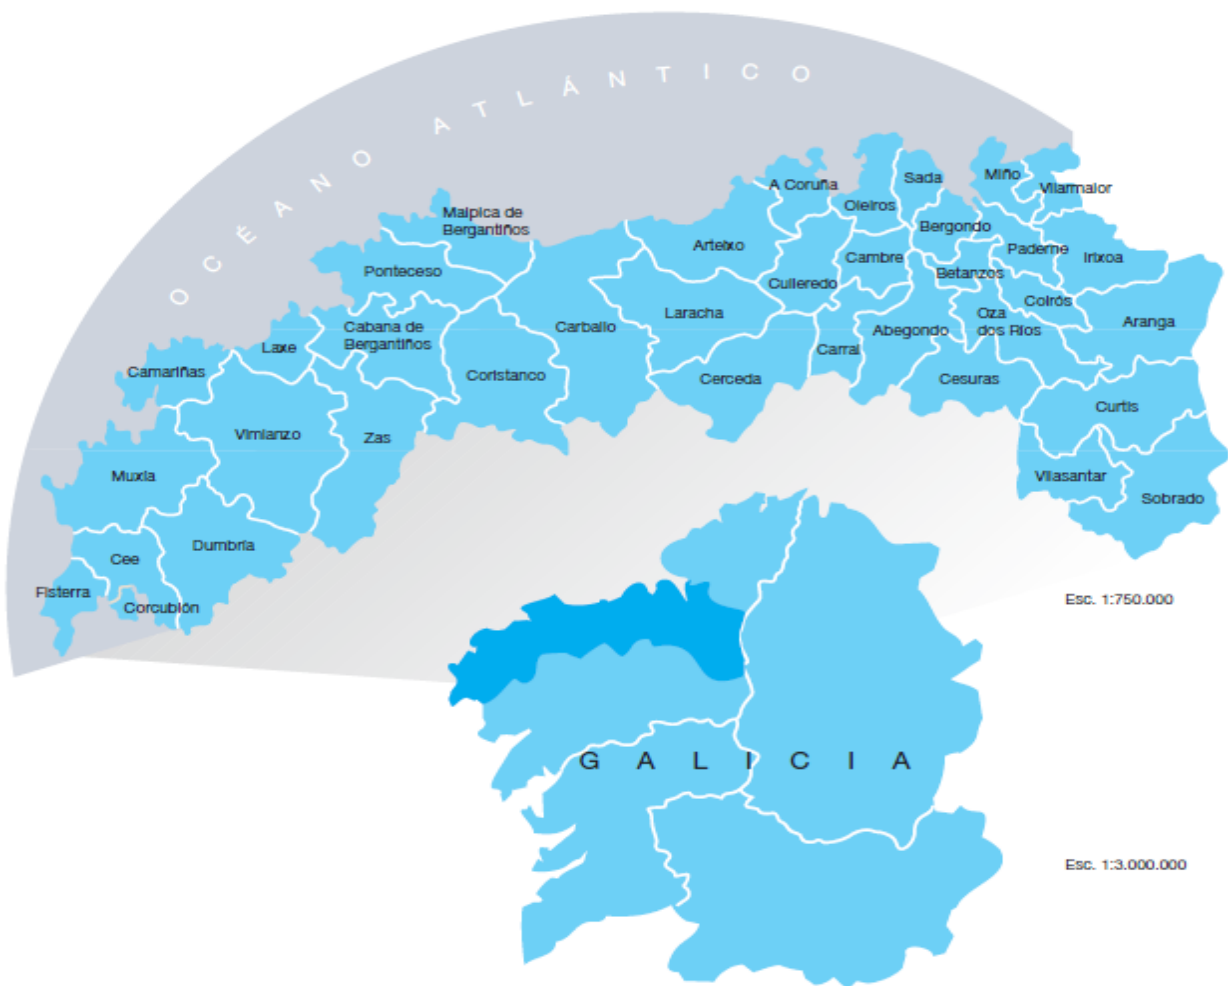 OCÉANO ATLÁNTICO
A Coruña
Sada
Miño
Vilarmaior
Oleiros
Malpica de
Bergantiños
Bergondo
Arteixo
Paderne
Irixoa
Cambre
Ponteceso
Betanzos
Culleredo
Coirós
Laracha
Oza
dos Ríos
Aranga
Cabana de
Bergantiños
Carballo
Abegondo
Laxe
Carral
Camariñas
Coristanco
Cerceda
Cesuras
Curtis
Vimianzo
Zas
Muxía
Vilasantar
Sobrado
Dumbría
Cee
Fisterra
Corcubión
Esc. 1:750.000
GALICIA
Esc. 1:3.000.000